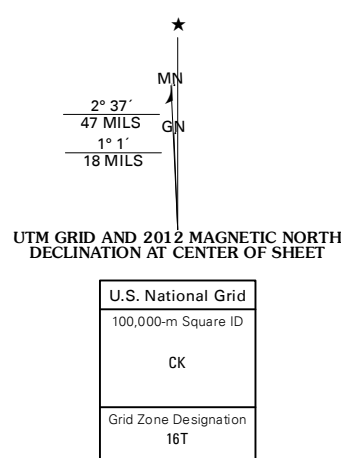 ★
MN
2° 37´
47 MILS
GN
1° 1´
18 MILS
UTM GRID AND 2012 MAGNETIC NORTH
DECLINATION AT CENTER OF SHEET
U.S. National Grid
100,000-m Square ID
CK
Grid Zone Designation
16T